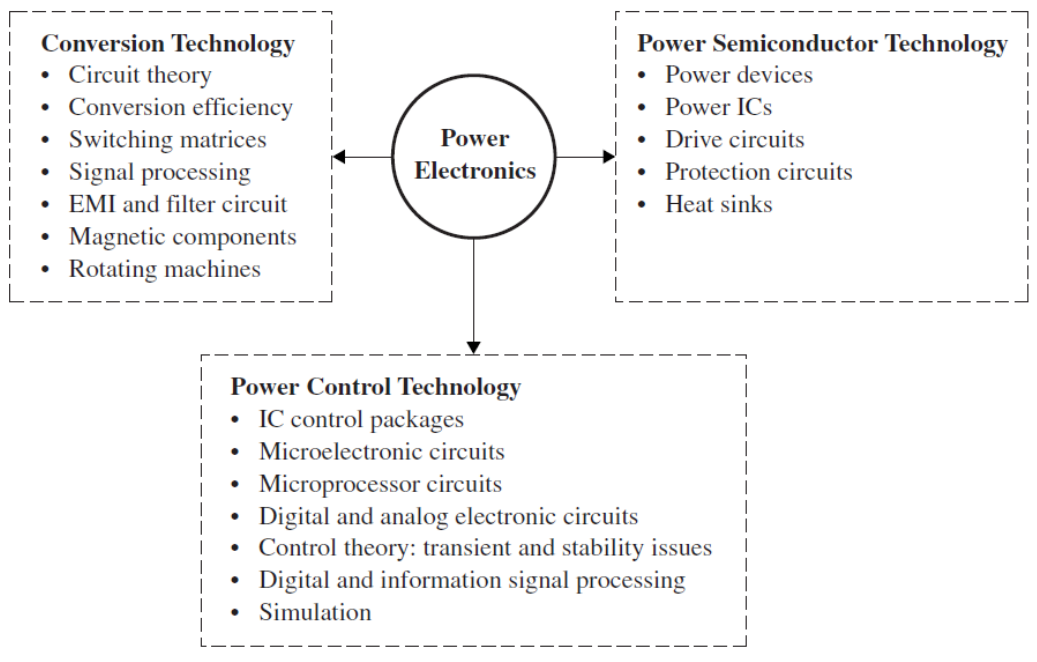 Conversion Technology
• Circuit theory
• Conversion efficiency
• Switching matrices
• Signal processing
• EMI and filter circuit
• Magnetic components
• Rotating machines
Power
Electronics
Power Semiconductor Technology
• Power devices
• Power ICs
• Drive circuits
• Protection circuits
• Heat sinks
Power Control Technology
• IC control packages
• Microelectronic circuits
• Microprocessor circuits
• Digital and analog electronic circuits
• Control theory: transient and stability issues
• Digital and information signal processing
• Simulation